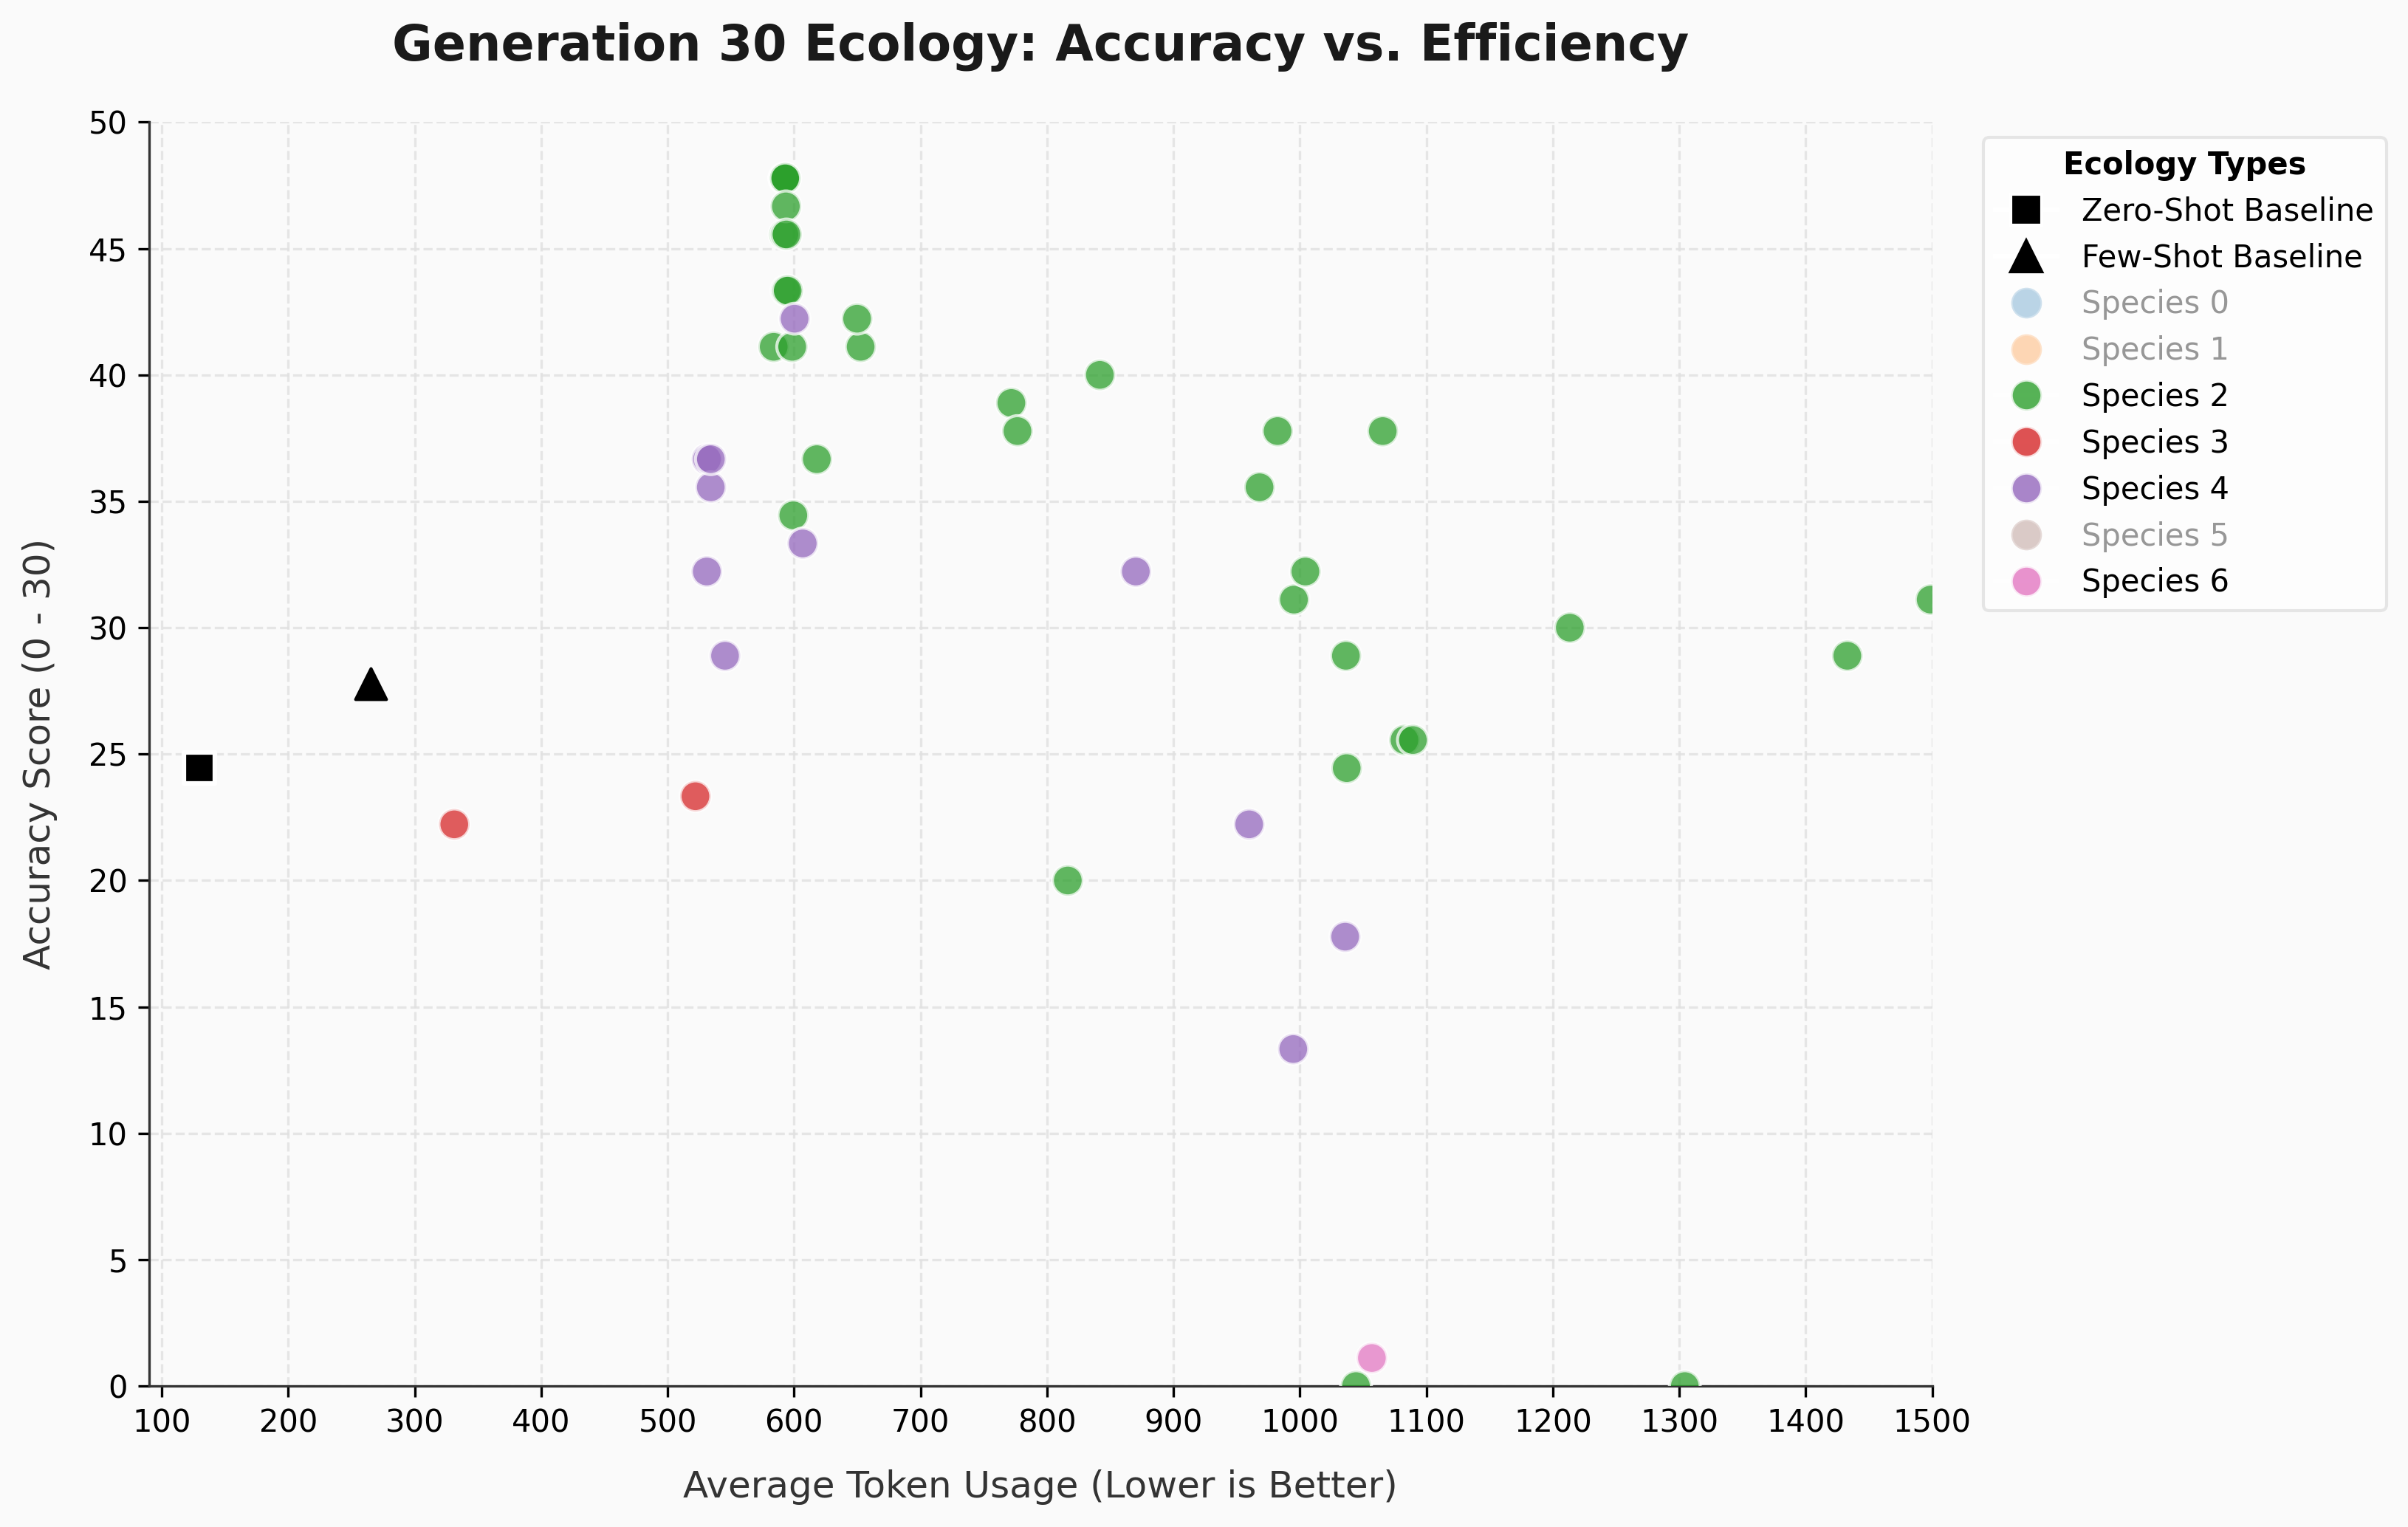 Generation 30 Ecology: Accuracy vs. Efficiency
50
45
40
35
30
25
20
15
10
5
0
Accuracy Score (0 - 30)
100 200 300 400 500 600 700 800 900 1000 1100 1200 1300 1400 1500
Average Token Usage (Lower is Better)
Ecology Types
Zero-Shot Baseline
Few-Shot Baseline
Species 0
Species 1
Species 2
Species 3
Species 4
Species 5
Species 6